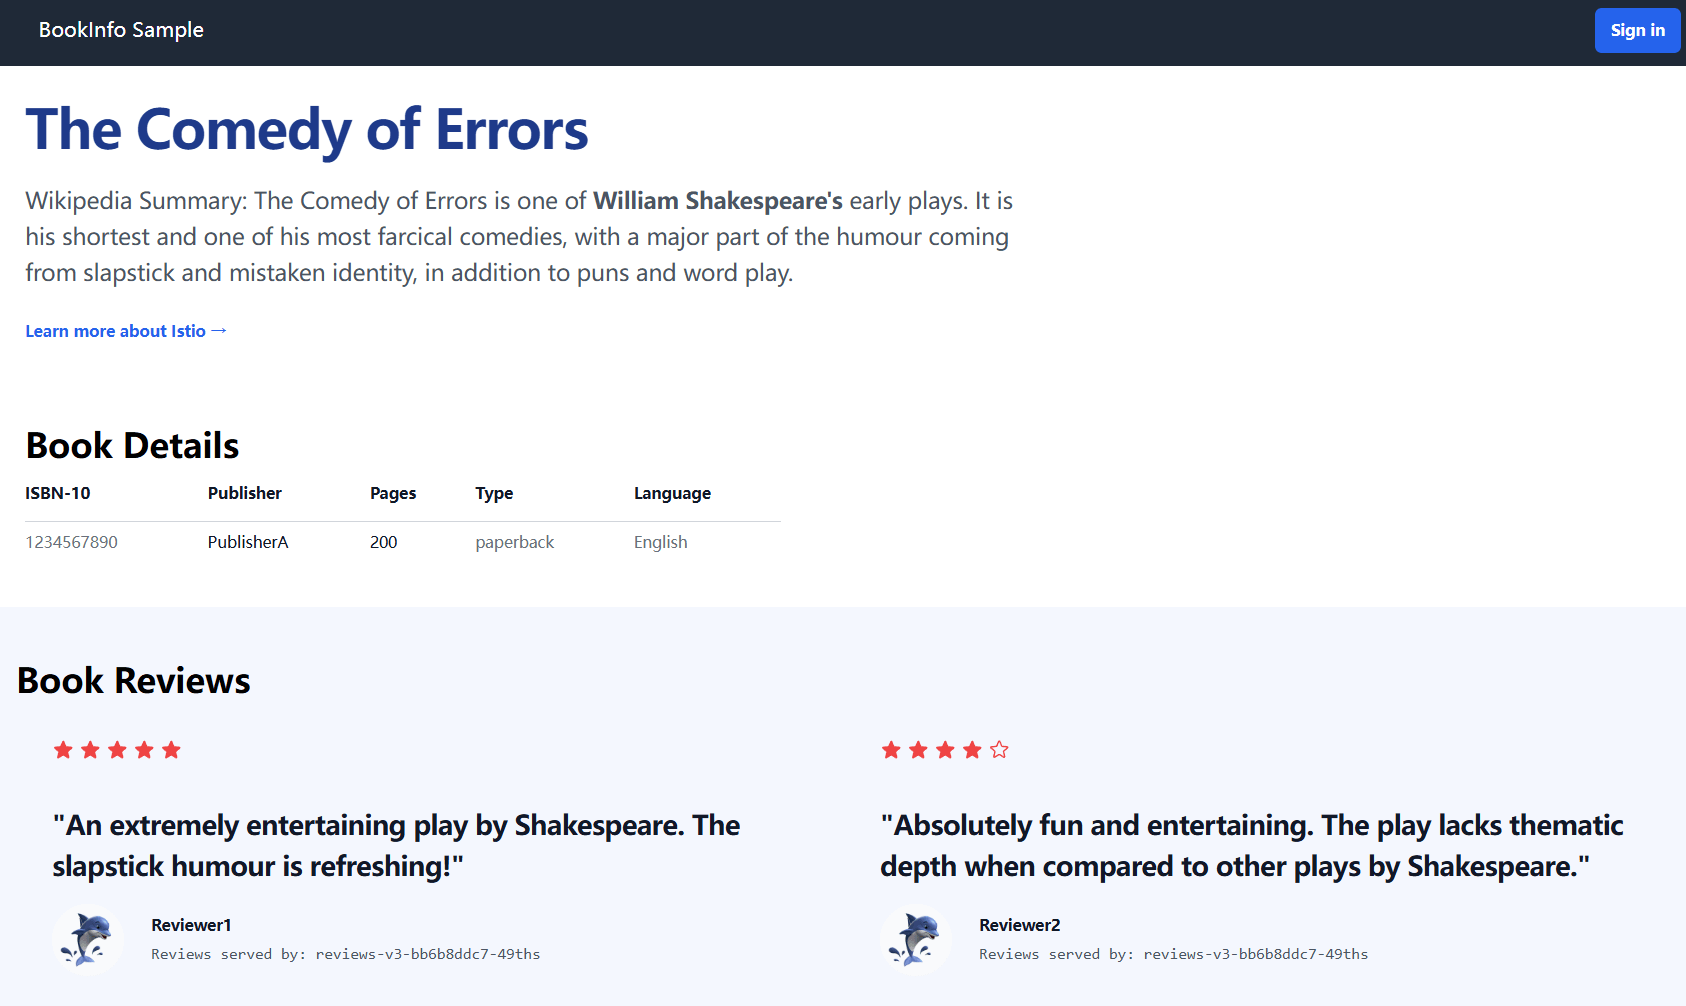 BookInfo Sample
Sign in
The Comedy of Errors
Wikipedia Summary: The Comedy of Errors is one of William Shakespeare's early plays. It is
his shortest and one of his most farcical comedies, with a major part of the humour coming
from slapstick and mistaken identity, in addition to puns and word play.
Learn more about Istio →
Book Details
ISBN-10 Publisher Pages Type Language
1234567890 PublisherA 200 paperback English
Book Reviews
"An extremely entertaining play by Shakespeare. The
slapstick humour is refreshing!"
Reviewer1
Reviews served by: reviews-v3-bb6b8ddc7-49ths
"Absolutely fun and entertaining. The play lacks thematic
depth when compared to other plays by Shakespeare."
Reviewer2
Reviews served by: reviews-v3-bb6b8ddc7-49ths